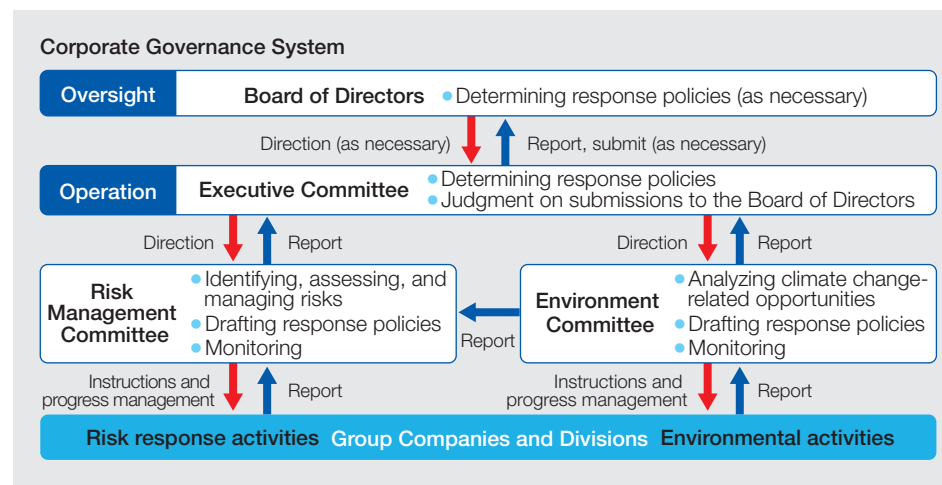 Corporate Governance System
Oversight
Board of Directors
Determining response policies (as necessary)
Direction (as necessary)
Report, submit (as necessary)
Operation
Executive Committee
Determining response policies
Judgment on submissions to the Board of Directors
Direction
Report
Direction
Report
Risk
Management
Committee
Identifying, assessing, and
managing risks
Drafting response policies
Monitoring
Report
Environment
Committee
Analyzing climate change-
related opportunities
Drafting response policies
Monitoring
Instructions and
progress management
Report
Instructions and
progress management
Report
Risk response activities Group Companies and Divisions Environmental activities